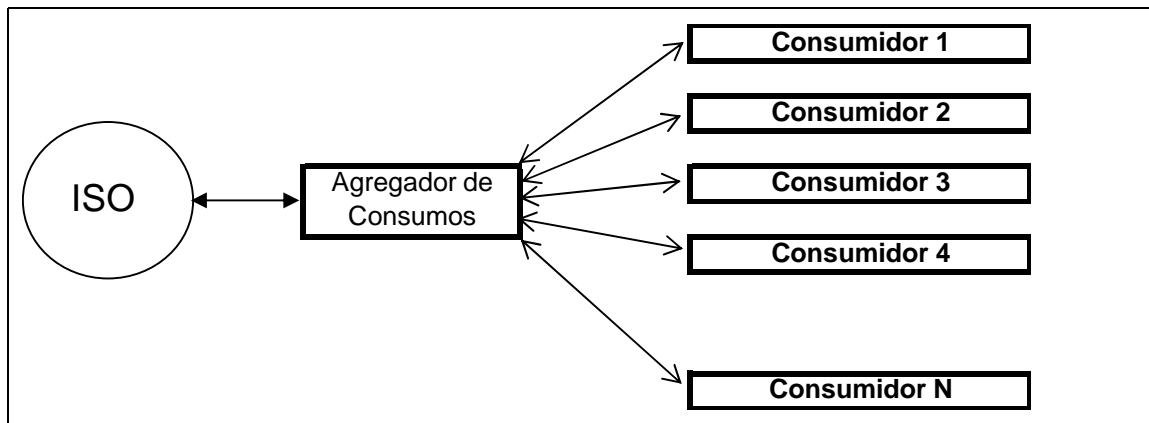 ISO
Agregador de
Consumos
Consumidor 1
Consumidor 2
Consumidor 3
Consumidor 4
Consumidor N